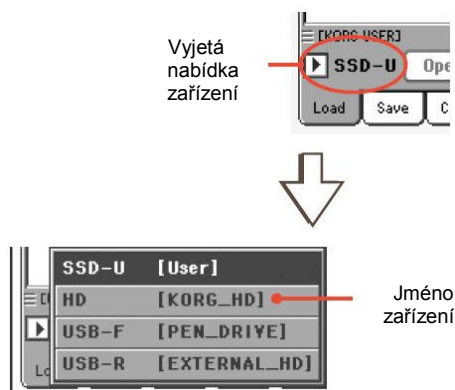 Vyjetá
nabídka
zařízení
[KORG USER]
SSD-U Ope
Load Save C
SSD-U [User]
HD [KORG_HD]
USB-F [PEN_DRIVE]
USB-R [EXTERNAL_HD]
Jméno
zařízení